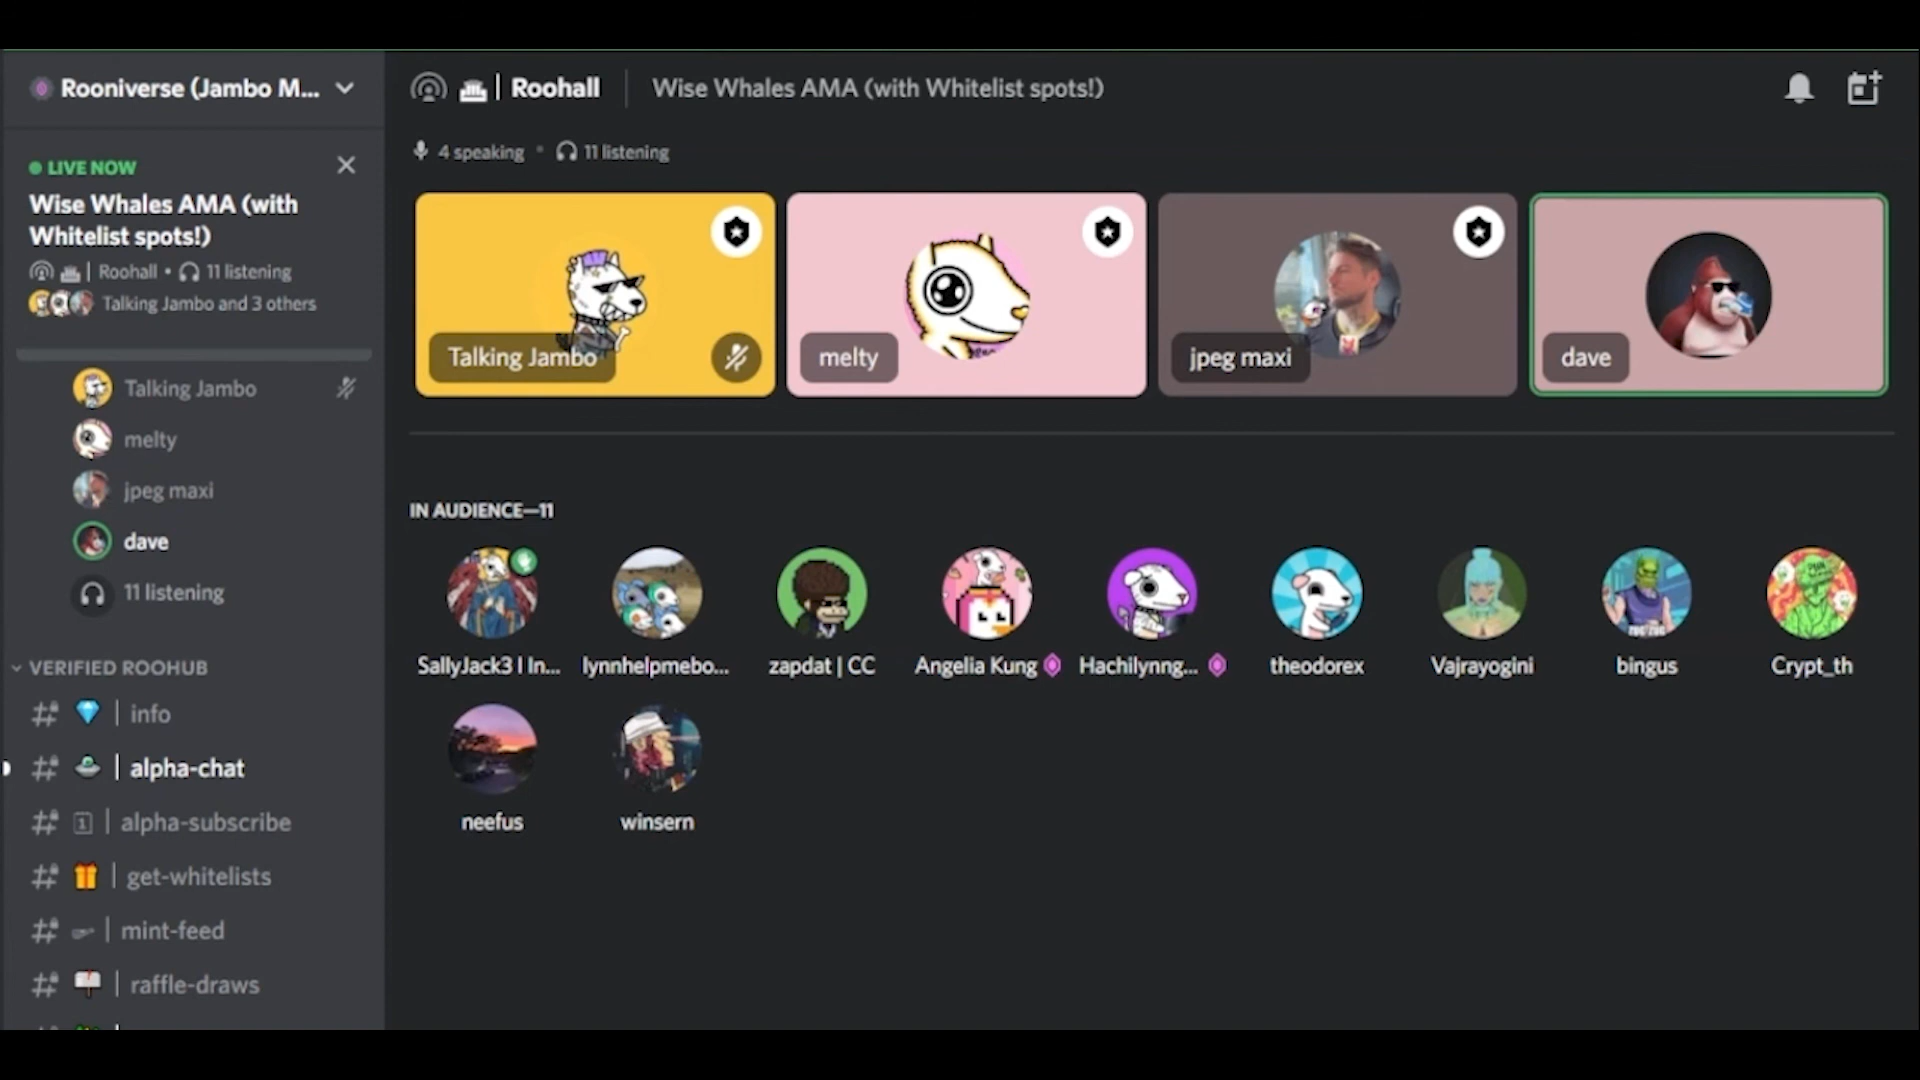 Rooniverse (Jambo M...
LIVE NOW
Wise Whales AMA (with
Whitelist spots!)
| Roohall • 11 listening
Talking Jambo and 3 others
Talking Jambo
melty
jpeg maxi
dave
11 listening
VERIFIED ROOHUB
| info
| alpha-chat
1 | alpha-subscribe
| get-whitelists
| mint-feed
| raffle-draws
| Roohall
Wise Whales AMA (with Whitelist spots!)
4 speaking • 11 listening
Talking Jambo
melty
jpeg maxi
dave
IN AUDIENCE—11
SallyJack3 | In...
lynnhelpmebo...
zapdat | CC
Angelia Kung
Hachilynng...
theodorex
Vajrayogini
bingus
Crypt_th
neefus
winsern